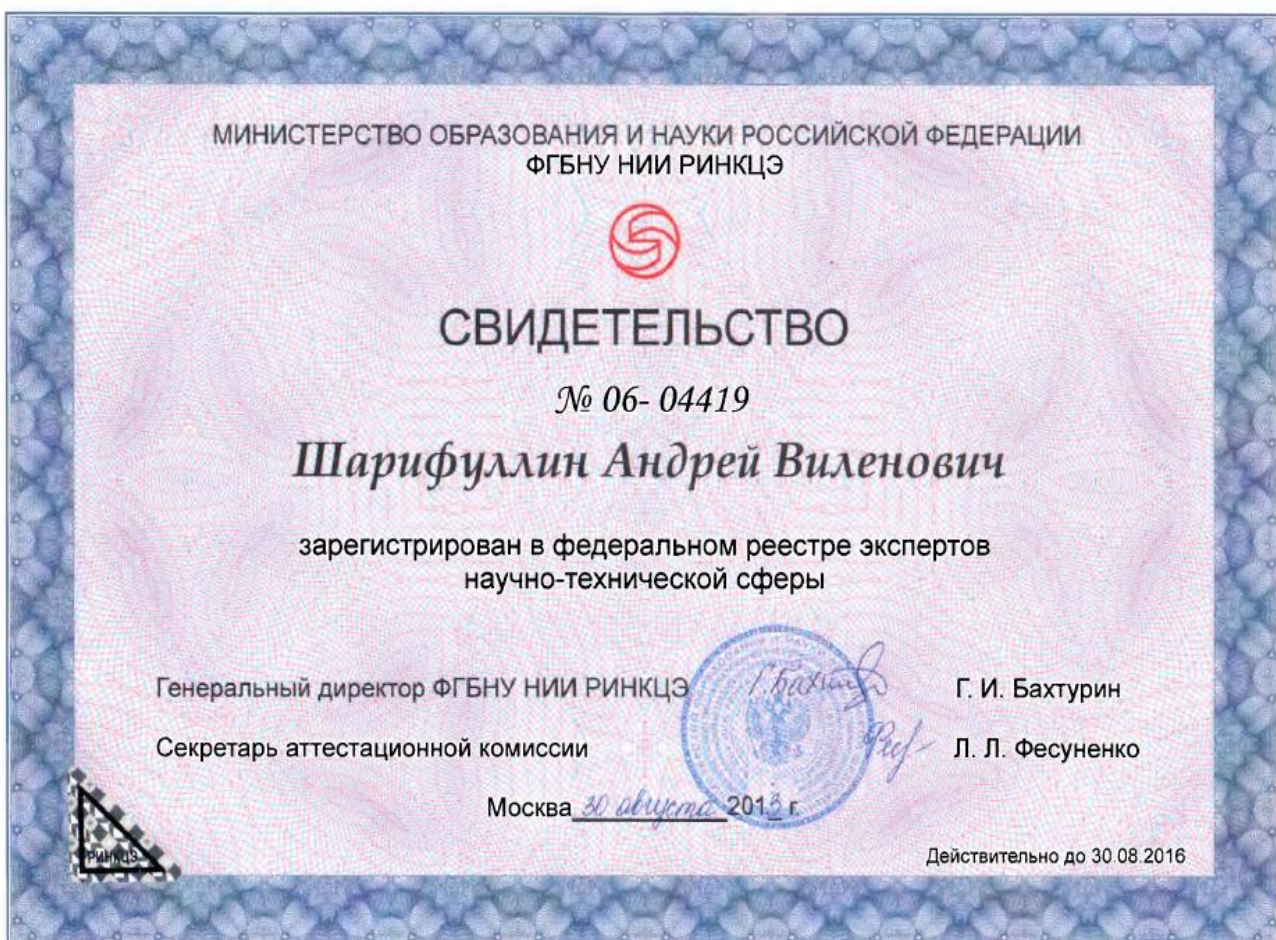 МИНИСТЕРСТВО ОБРАЗОВАНИЯ И НАУКИ РОССИЙСКОЙ ФЕДЕРАЦИИ
ФГБНУ НИИ РИНКЦЭ
СВИДЕТЕЛЬСТВО
№ 06- 04419
Шарифуллин Андрей Виленович
зарегистрирован в федеральном реестре экспертов
научно-технической сферы
Генеральный директор ФГБНУ НИИ РИНКЦЭ Г. Бахтурин Г. И. Бахтурин
Секретарь аттестационной комиссии Л. Л. Фесуненко
Москва 30 августа 2013 г.
РИНКЦЭ
Действительно до 30.08.2016